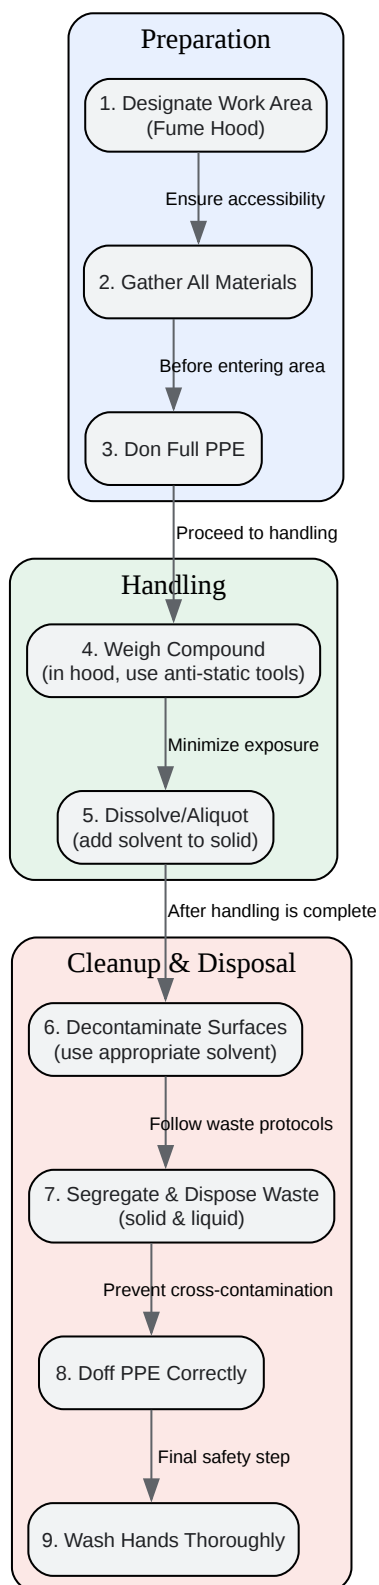 Preparation
1. Designate Work Area
(Fume Hood)
Ensure accessibility
2. Gather All Materials
Before entering area
3. Don Full PPE
Proceed to handling
Handling
4. Weigh Compound
(in hood, use anti-static tools)
Minimize exposure
5. Dissolve/Aliquot
(add solvent to solid)
After handling is complete
Cleanup & Disposal
6. Decontaminate Surfaces
(use appropriate solvent)
Follow waste protocols
7. Segregate & Dispose Waste
(solid & liquid)
Prevent cross-contamination
8. Doff PPE Correctly
Final safety step
9. Wash Hands Thoroughly